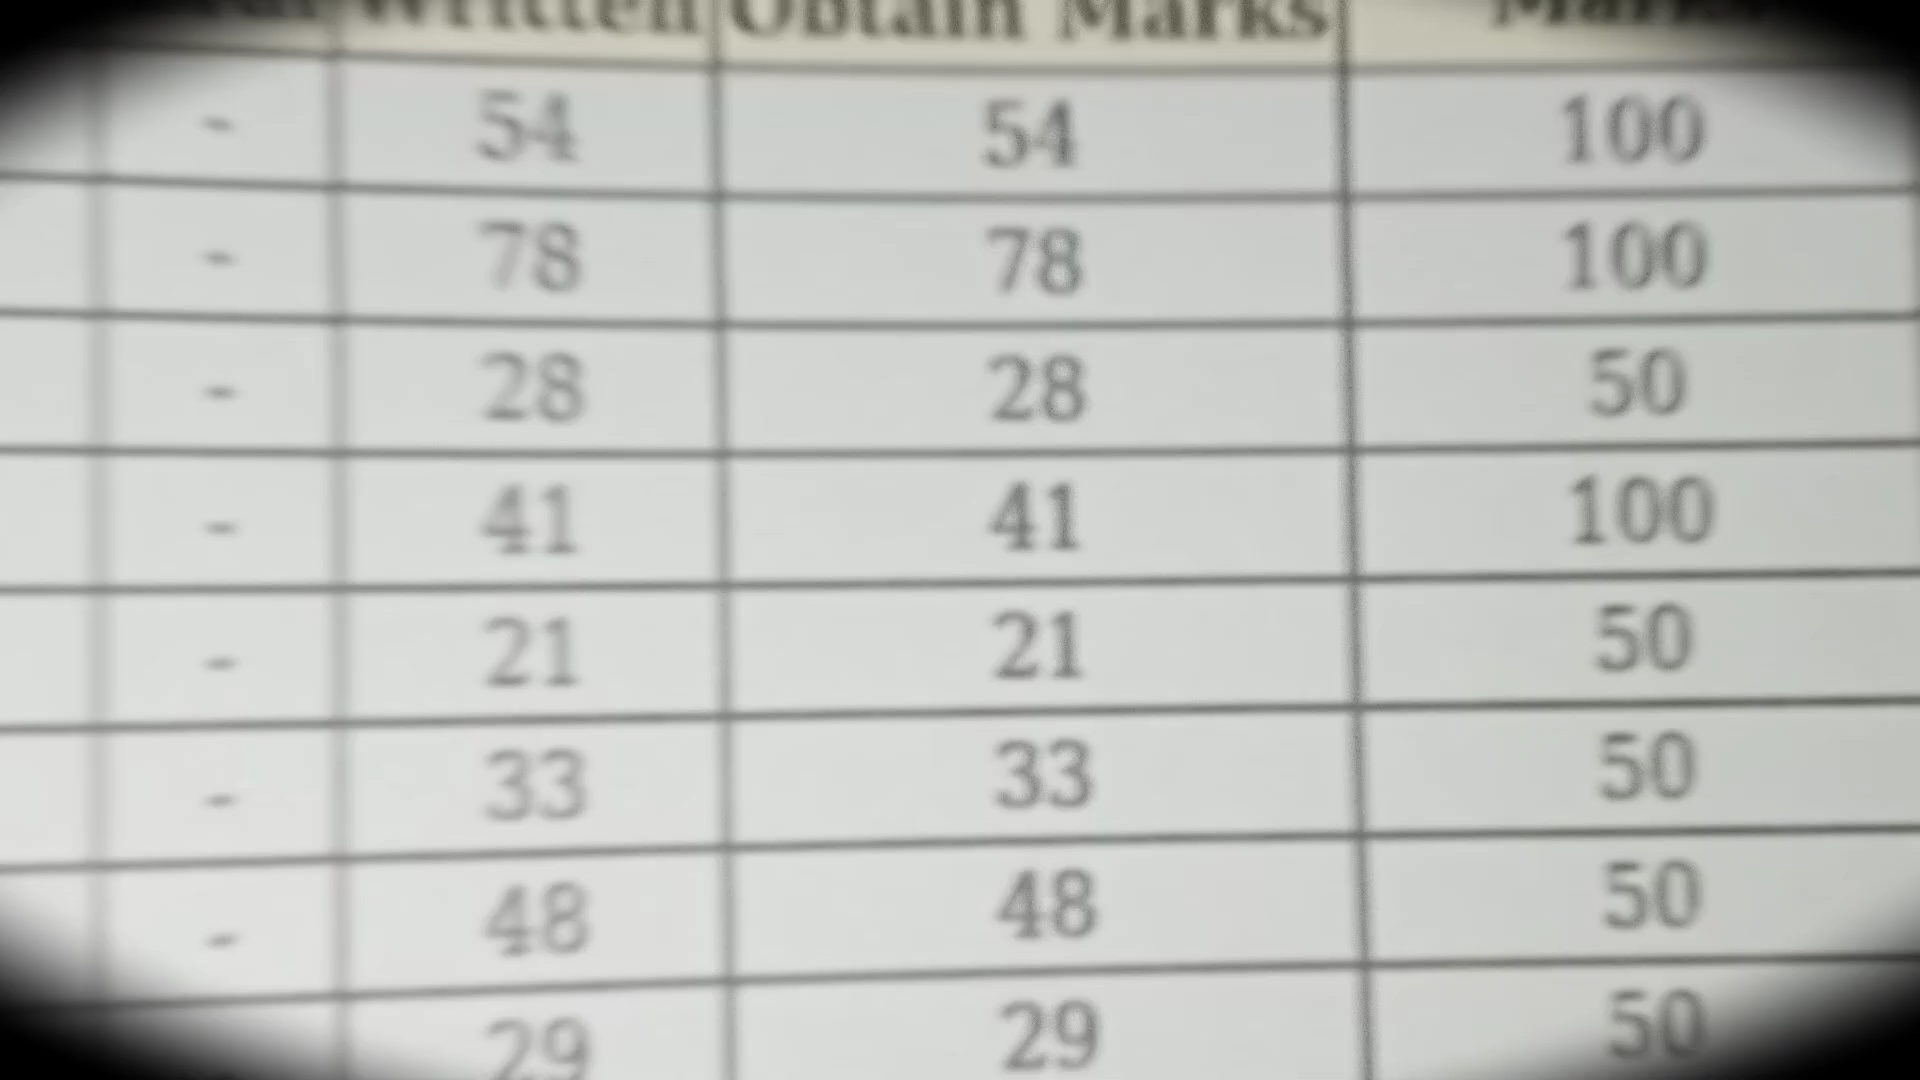 Written Obtain Marks Marks
- 54 54 100
- 78 78 100
- 28 28 50
- 41 41 100
- 21 21 50
- 33 33 50
- 48 48 50
29 29 50